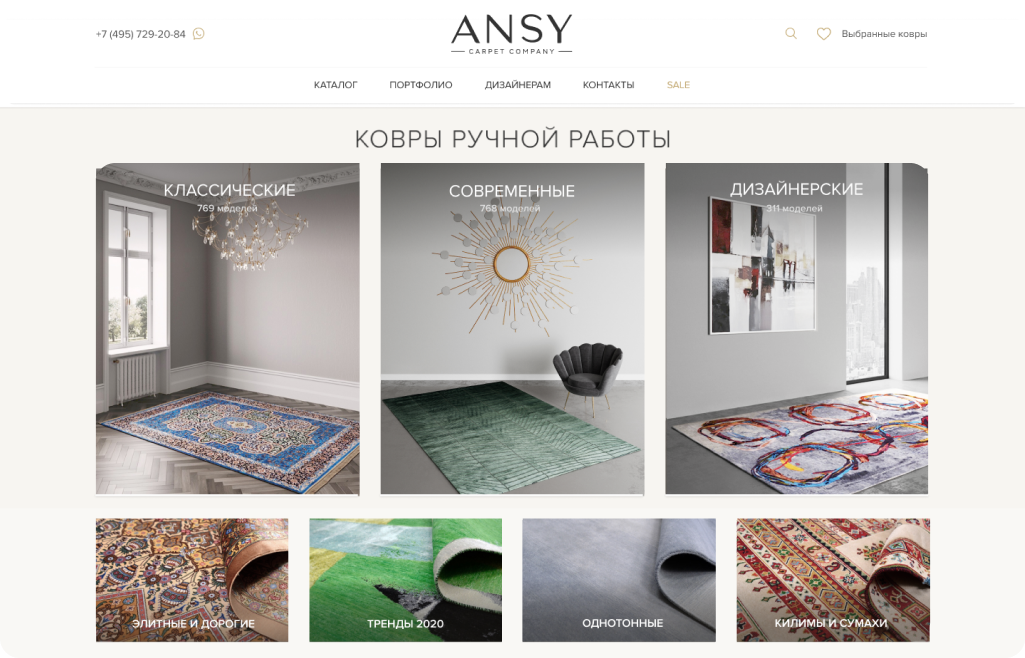 +7 (495) 729-20-84
ANSY
CARPET COMPANY
Выбранные ковры
КАТАЛОГ ПОРТФОЛИО ДИЗАЙНЕРАМ КОНТАКТЫ SALE
КОВРЫ РУЧНОЙ РАБОТЫ
КЛАССИЧЕСКИЕ
769 моделей
СОВРЕМЕННЫЕ
768 моделей
ДИЗАЙНЕРСКИЕ
311 моделей
ЭЛИТНЫЕ И ДОРОГИЕ
ТРЕНДЫ 2020
ОДНОТОННЫЕ
КИЛИМЫ И СУМАХИ